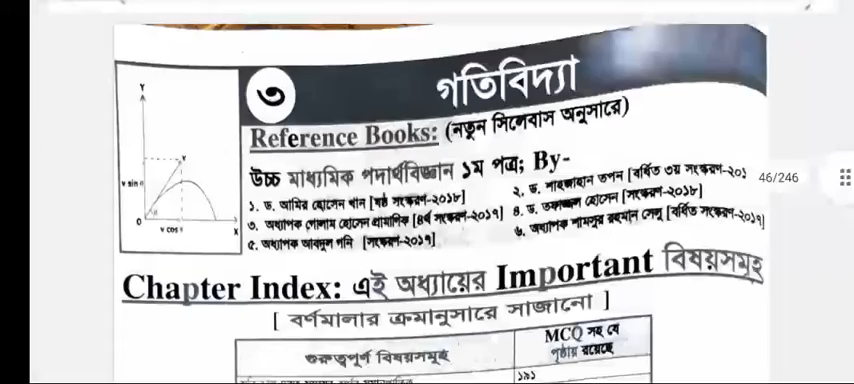 ৩
গতিবিদ্যা
Reference Books: (নতুন সিলেবাস অনুসারে)
উচ্চ মাধ্যমিক পদার্থবিজ্ঞান ১ম পত্র; By-
১. ড. আমির হোসেন খান [ষষ্ঠ সংস্করণ-২০১৮]
২. ড. শাহজাহান তপন [বর্ধিত ৩য় সংস্করণ-২০১
৩. অধ্যাপক গোলাম হোসেন প্রামাণিক [৪র্থ সংস্করণ-২০১৭]
৪. ড. তফাজ্জল হোসেন [সংস্করণ-২০১৮]
৫. অধ্যাপক আবদুল গনি [সংস্করণ-২০১৭]
৬. অধ্যাপক শামসুর রহমান সেলু [বর্ধিত সংস্করণ-২০১৭]
46/246
Y
v
v sin θ
θ
O
v cos θ
X
Chapter Index: এই অধ্যায়ের Important বিষয়সমূহ
[ বর্ণমালার ক্রমানুসারে সাজানো ]
গুরুত্বপূর্ণ বিষয়সমূহ
MCQ সহ যে
পৃষ্ঠায় রয়েছে
১৯১